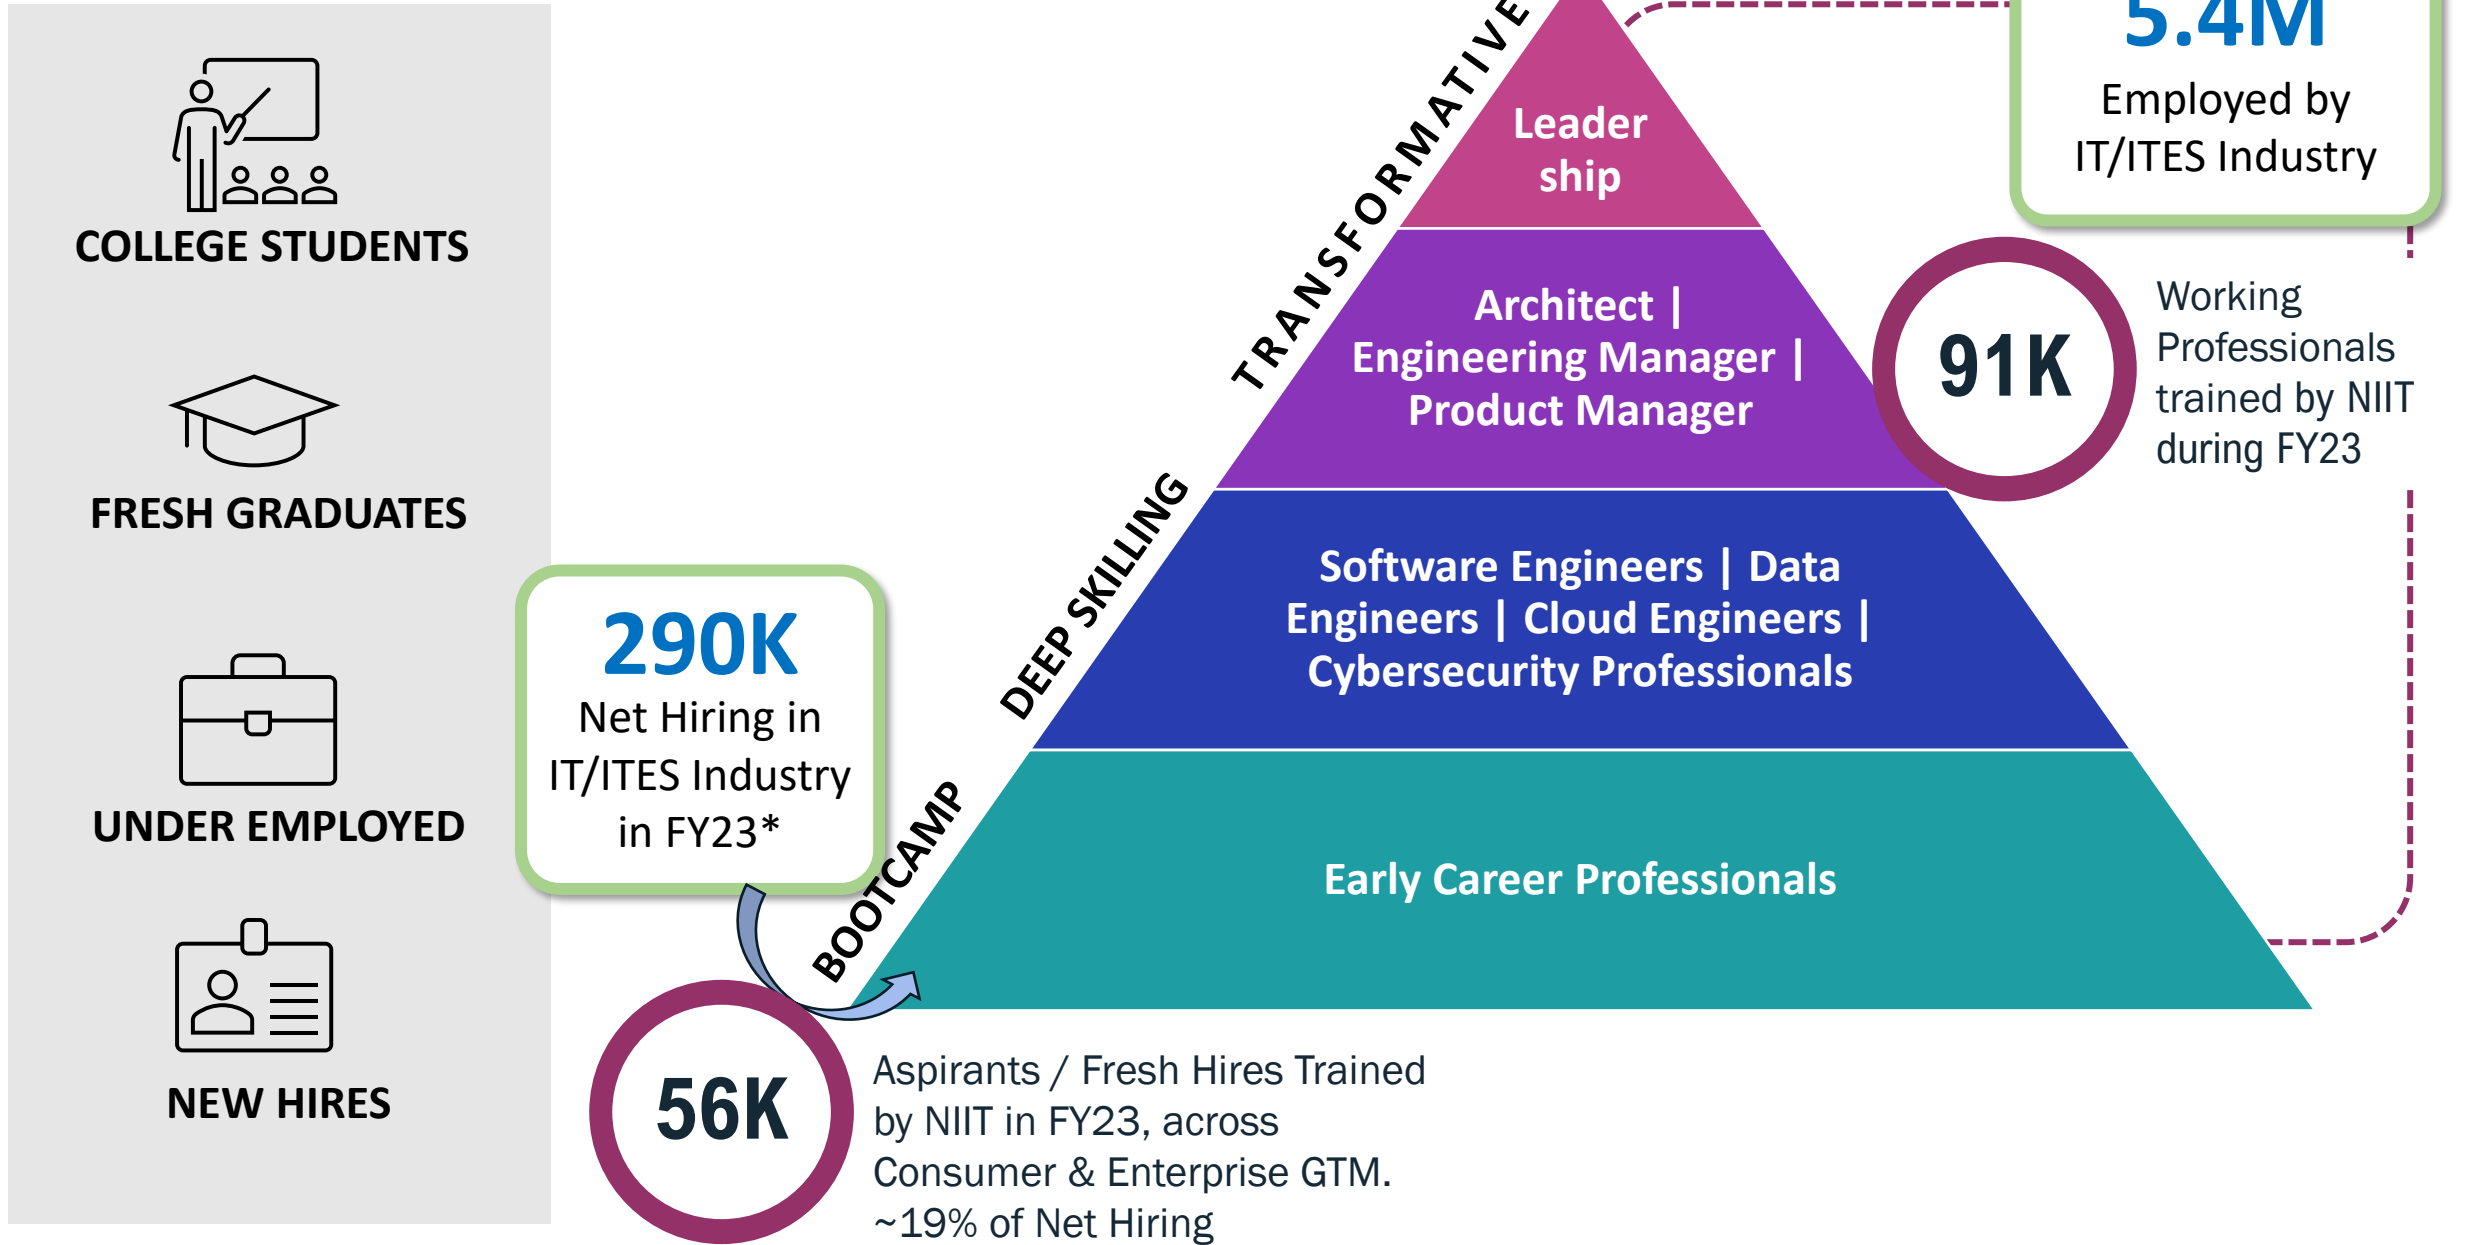 COLLEGE STUDENTS
FRESH GRADUATES
UNDER EMPLOYED
NEW HIRES
290K
Net Hiring in
IT/ITES Industry
in FY23*
56K
Aspirants / Fresh Hires Trained
by NIIT in FY23, across
Consumer & Enterprise GTM.
~19% of Net Hiring
TRANSFORMATIVE
DEEP SKILLING
BOOTCAMP
Leader
ship
Architect |
Engineering Manager |
Product Manager
Software Engineers | Data
Engineers | Cloud Engineers |
Cybersecurity Professionals
Early Career Professionals
5.4M
Employed by
IT/ITES Industry
91K
Working
Professionals
trained by NIIT
during FY23